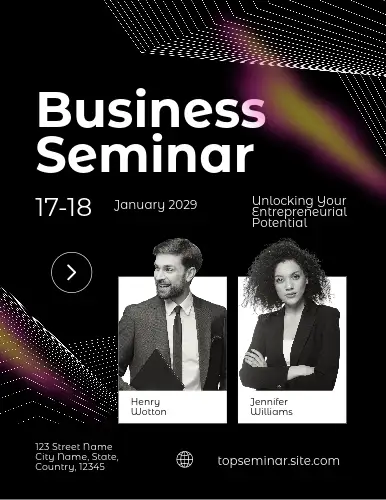 Business
Seminar
17-18
January 2029
Unlocking Your
Entrepreneurial
Potential
Henry
Wotton
Jennifer
Williams
123 Street Name
City Name, State,
Country, 12345
topseminar.site.com